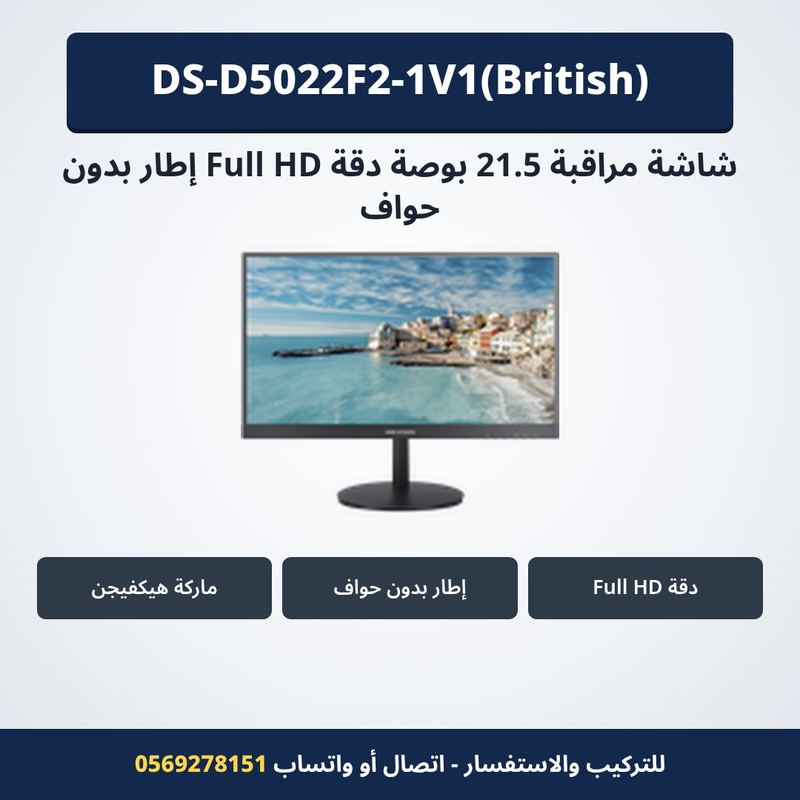 DS-D5022F2-1V1(British)
شاشة مراقبة 21.5 بوصة دقة Full HD إطار بدون
حواف
HIKVISION
دقة Full HD
إطار بدون حواف
ماركة هيكفيجن
للتركيب والاستفسار - اتصال أو واتساب 0569278151